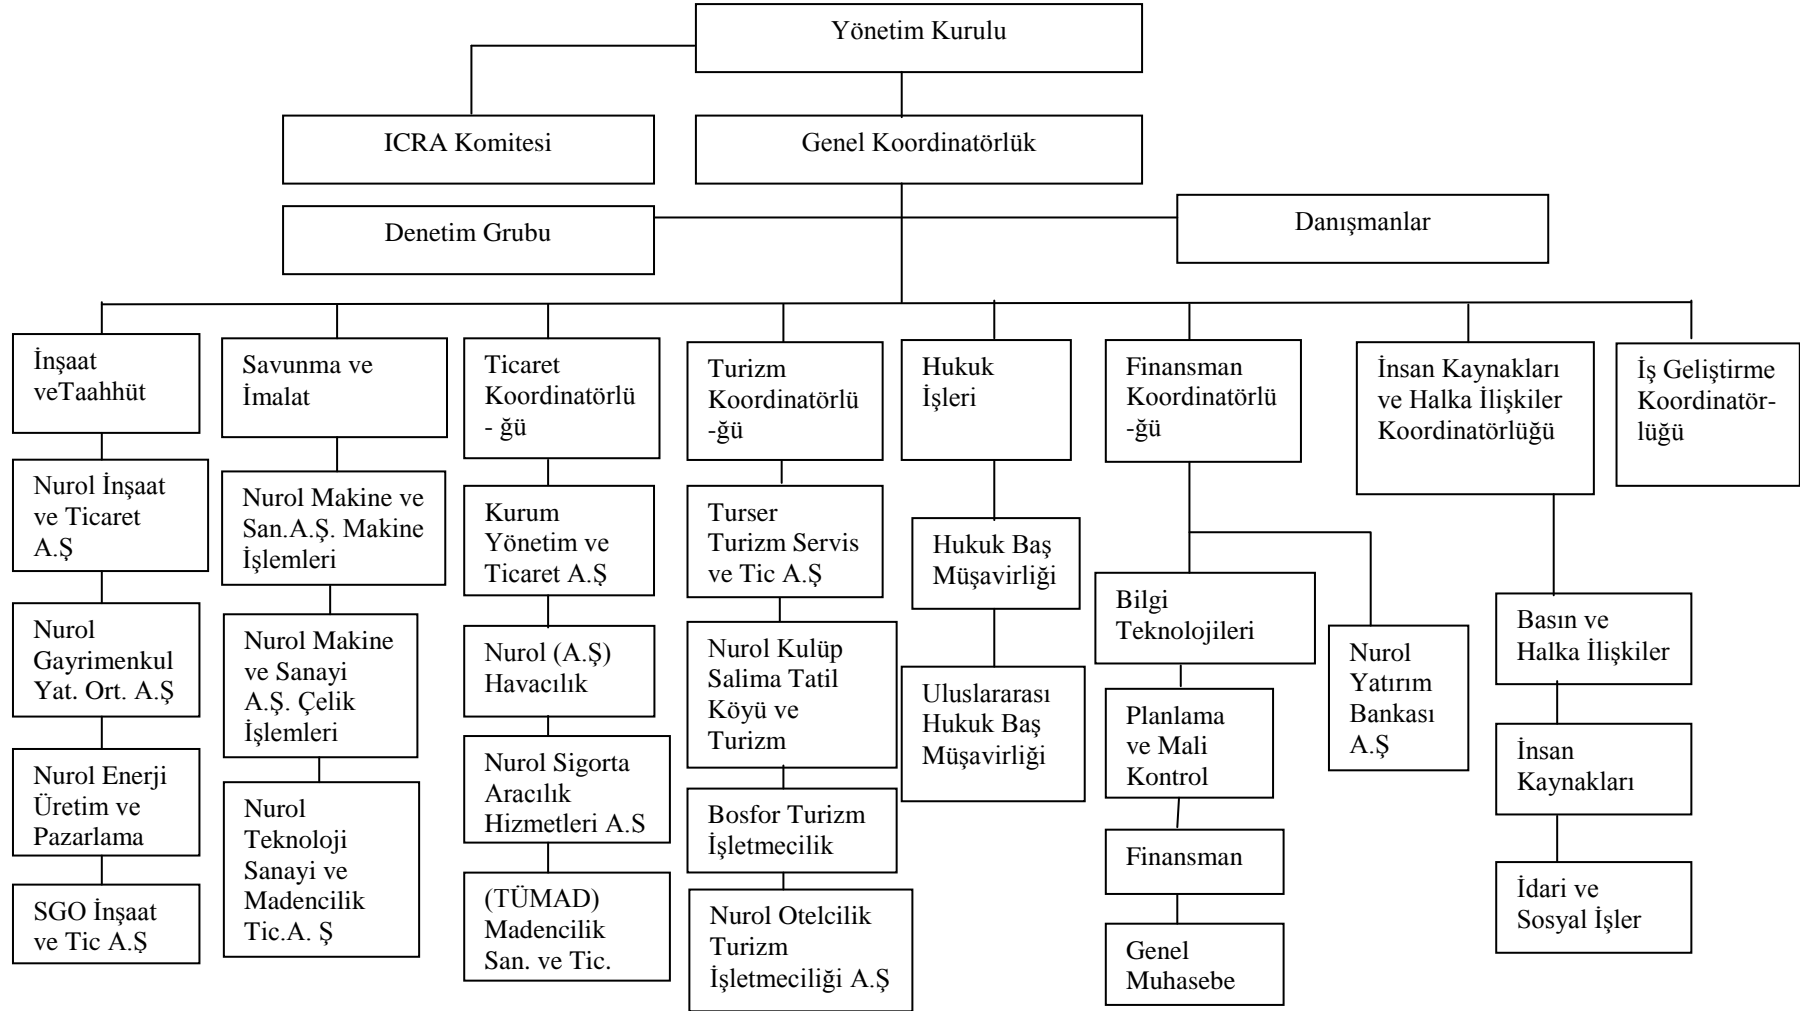 Yönetim Kurulu
ICRA Komitesi
Genel Koordinatörlük
Denetim Grubu
Danışmanlar
İnşaat
veTaahhüt
Nurol İnşaat
ve Ticaret
A.Ş
Nurol
Gayrimenkul
Yat. Ort. A.Ş
Nurol Enerji
Üretim ve
Pazarlama
SGO İnşaat
ve Tic A.Ş
Savunma ve
İmalat
Nurol Makine ve
San.A.Ş. Makine
İşlemleri
Nurol Makine
ve Sanayi
A.Ş. Çelik
İşlemleri
Nurol
Teknoloji
Sanayi ve
Madencilik
Tic.A. Ş
Ticaret
Koordinatörlü
- ğü
Kurum
Yönetim ve
Ticaret A.Ş
Nurol (A.Ş)
Havacılık
Nurol Sigorta
Aracılık
Hizmetleri A.S
(TÜMAD)
Madencilik
San. ve Tic.
Turizm
Koordinatörlü
-ğü
Turser
Turizm Servis
ve Tic A.Ş
Nurol Kulüp
Salima Tatil
Köyü ve
Turizm
Bosfor Turizm
İşletmecilik
Nurol Otelcilik
Turizm
İşletmeciliği A.Ş
Hukuk
İşleri
Hukuk Baş
Müşavirliği
Uluslararası
Hukuk Baş
Müşavirliği
Finansman
Koordinatörlü
-ğü
Bilgi
Teknolojileri
Planlama
ve Mali
Kontrol
Finansman
Genel
Muhasebe
Nurol
Yatırım
Bankası
A.Ş
İnsan Kaynakları
ve Halka İlişkiler
Koordinatörlüğü
Basın ve
Halka İlişkiler
İnsan
Kaynakları
İdari ve
Sosyal İşler
İş Geliştirme
Koordinatör-
lüğü